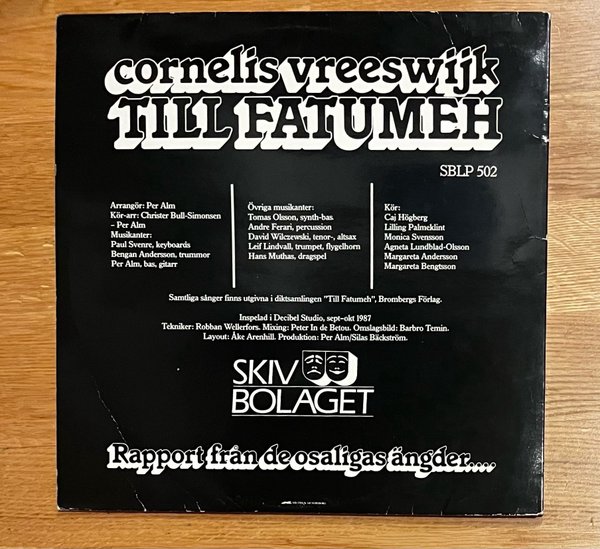 cornelis vreeswijk
TILL FATUMEH
SBLP 502
Arrangör: Per Alm
Kör-arr: Christer Bull-Simonsen
– Per Alm
Musikanter:
Paul Svenre, keyboards
Bengan Andersson, trummor
Per Alm, bas, gitarr
Övriga musikanter:
Tomas Olsson, synth-bas
Andre Ferari, percussion
David Wilczewski, tenor-, altsax
Leif Lindvall, trumpet, flygelhorn
Hans Muthas, dragspel
Kör:
Caj Högberg
Lilling Palmeklint
Monica Svensson
Agneta Lundblad-Olsson
Margareta Andersson
Margareta Bengtsson
Samtliga sånger finns utgivna i diktsamlingen "Till Fatumeh", Brombergs Förlag.
Inspelad i Decibel Studio, sept-okt 1987
Tekniker: Robban Wellerfors. Mixing: Peter In de Betou. Omslagsbild: Barbro Temin.
Layout: Åke Arenhill. Produktion: Per Alm/Silas Bäckström.
SKIV
BOLAGET
Rapport från de osaligas ängder....